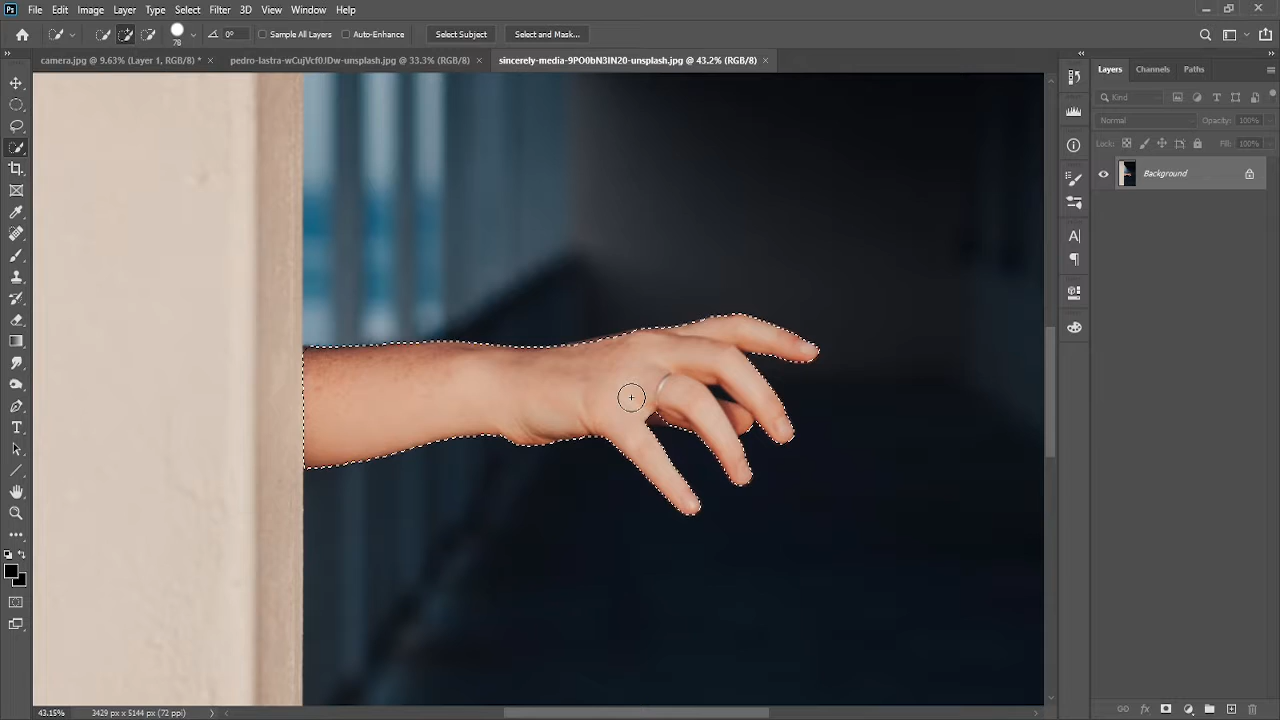 Ps File Edit Image Layer Type Select Filter 3D View Window Help
78 0° Sample All Layers Auto-Enhance Select Subject Select and Mask...
camera.jpg @ 9.63% (Layer 1, RGB/8) * × pedro-lastra-wCujVcf0JDw-unsplash.jpg @ 33.3% (RGB/8) × sincerely-media-9PO0bN3IN20-unsplash.jpg @ 43.2% (RGB/8) ×
Layers Channels Paths
Kind
Normal Opacity: 100%
Lock: Fill: 100%
Background
43.15% 3429 px x 5144 px (72 ppi)